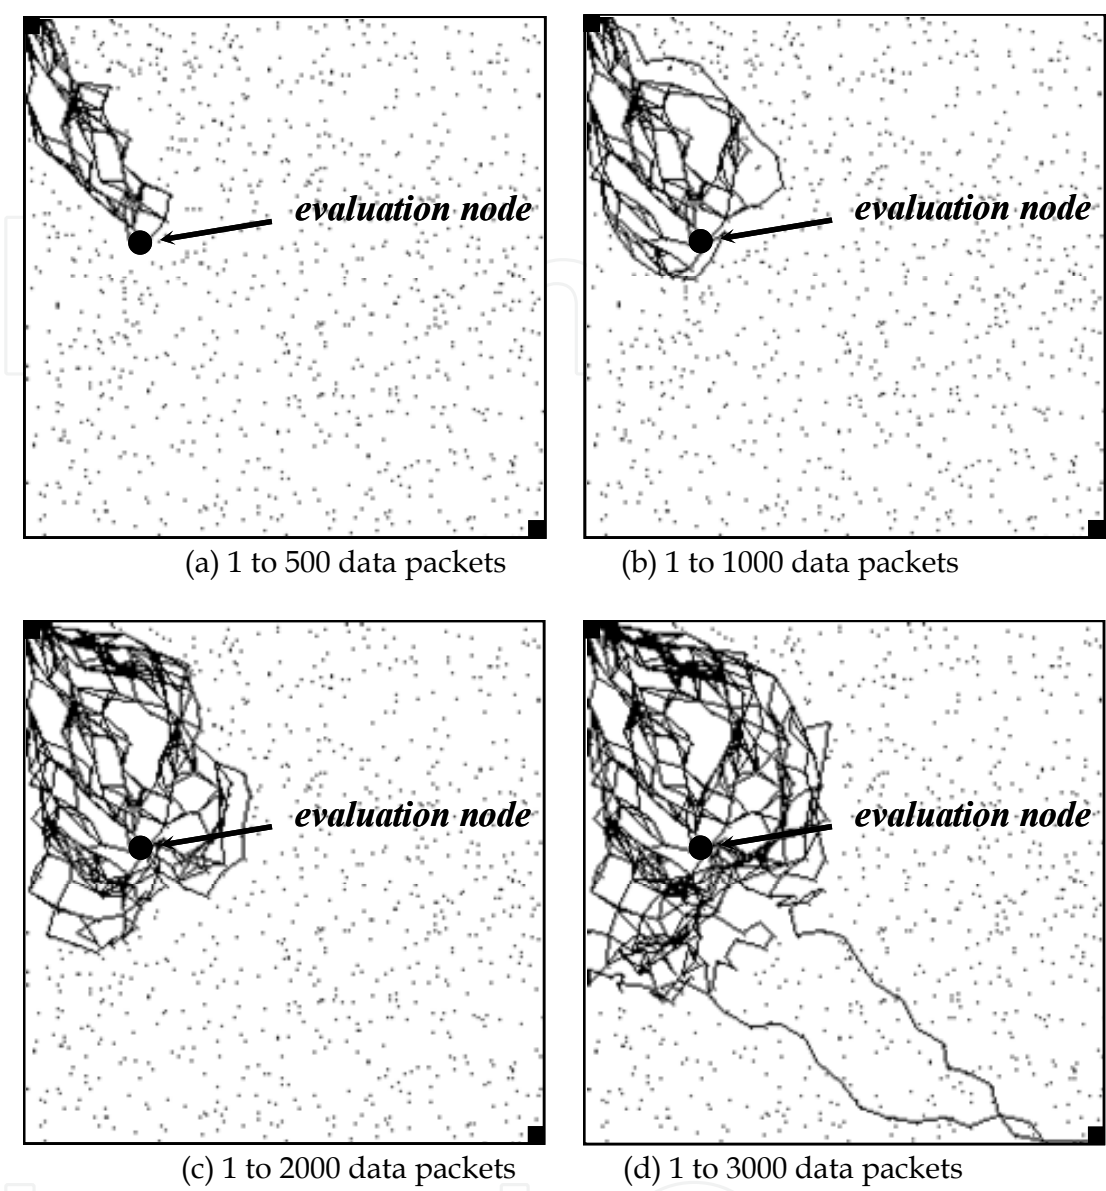 evaluation node
evaluation node
(a) 1 to 500 data packets
(b) 1 to 1000 data packets
evaluation node
evaluation node
(c) 1 to 2000 data packets
(d) 1 to 3000 data packets